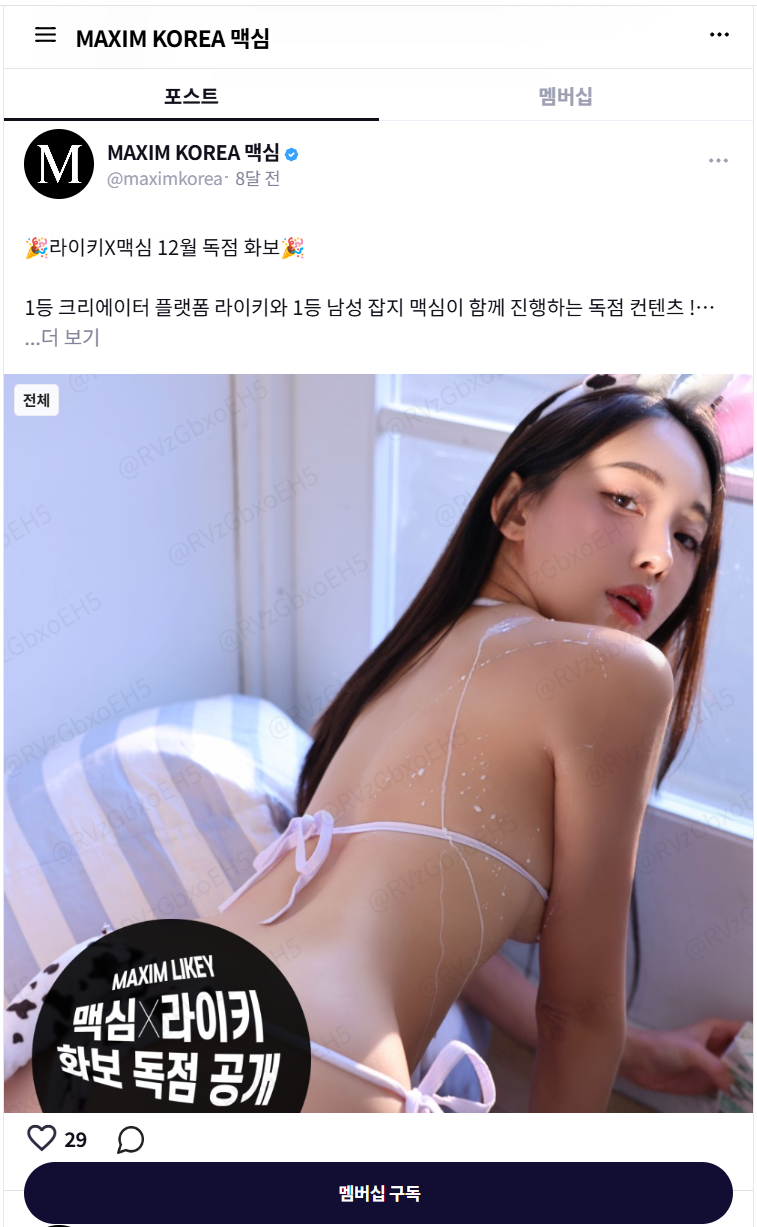 MAXIM KOREA 맥심
포스트
멤버십
M
MAXIM KOREA 맥심
@maximkorea· 8달 전
🎉라이키X맥심 12월 독점 화보🎉
1등 크리에이터 플랫폼 라이키와 1등 남성 잡지 맥심이 함께 진행하는 독점 컨텐츠 !…
...더 보기
전체
@RVzGbxoEH5
MAXIM LIKEY
맥심X라이키
화보 독점 공개
29
멤버십 구독